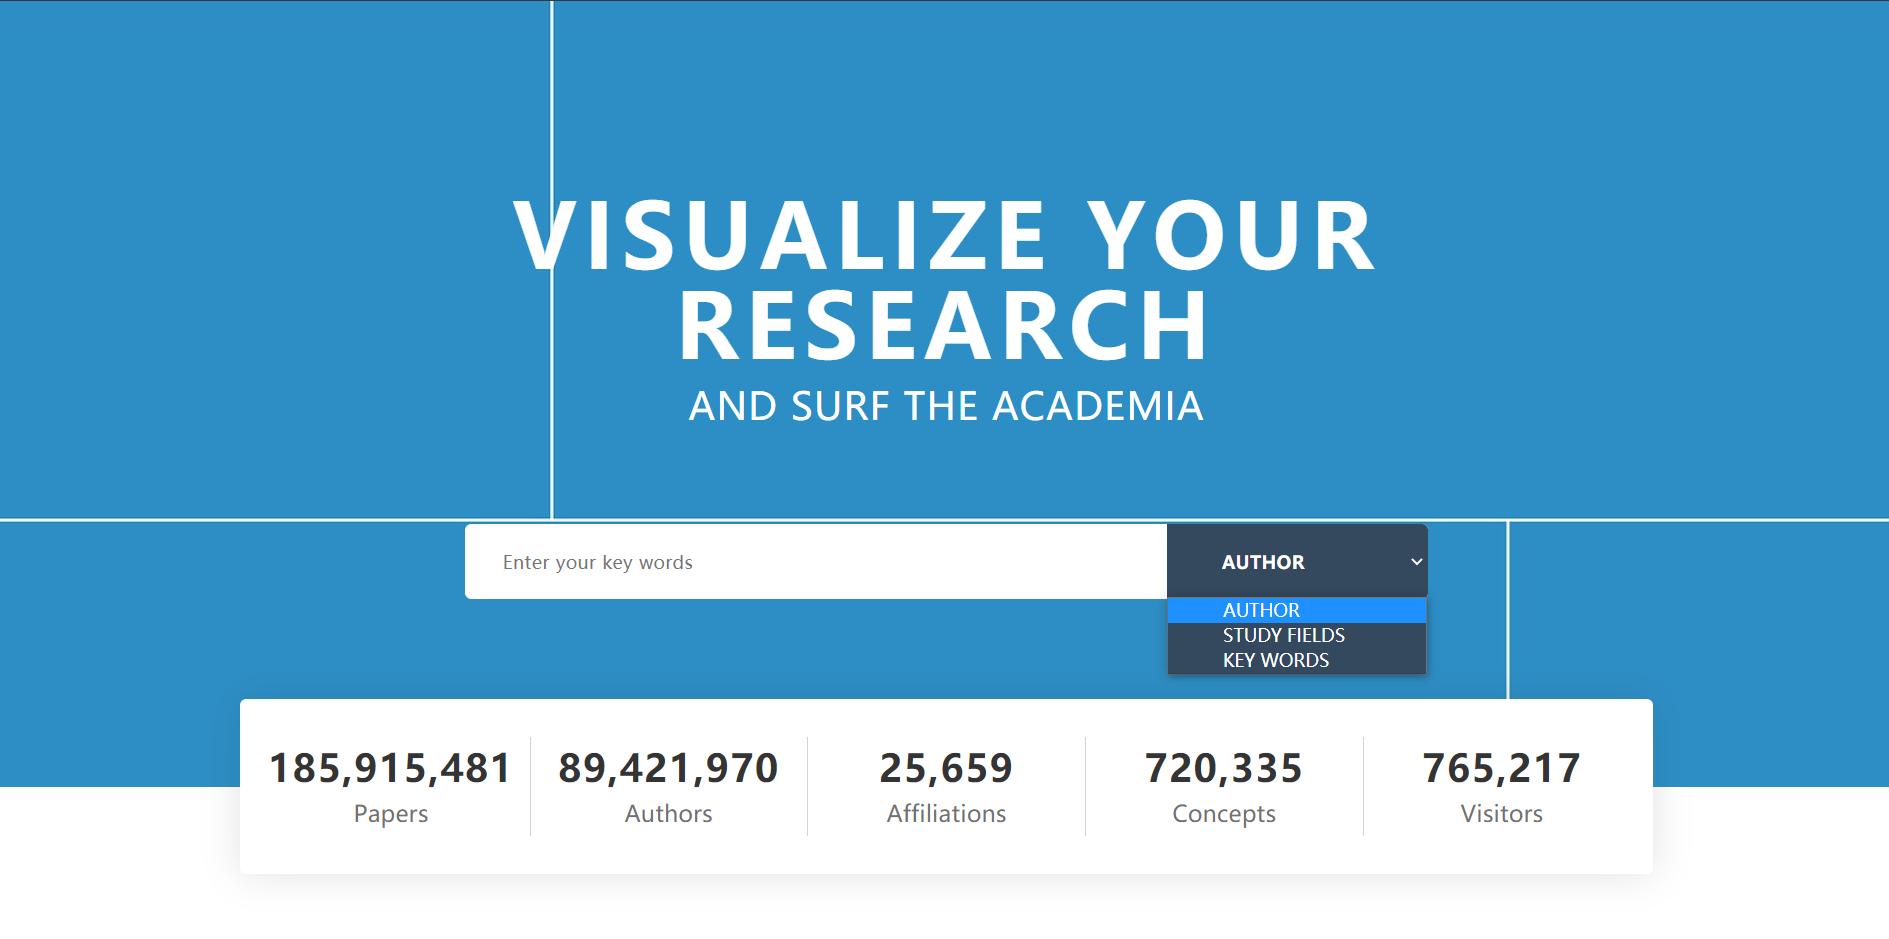 VISUALIZE YOUR
RESEARCH
AND SURF THE ACADEMIA
Enter your key words
AUTHOR
AUTHOR
STUDY FIELDS
KEY WORDS
185,915,481
Papers
89,421,970
Authors
25,659
Affiliations
720,335
Concepts
765,217
Visitors